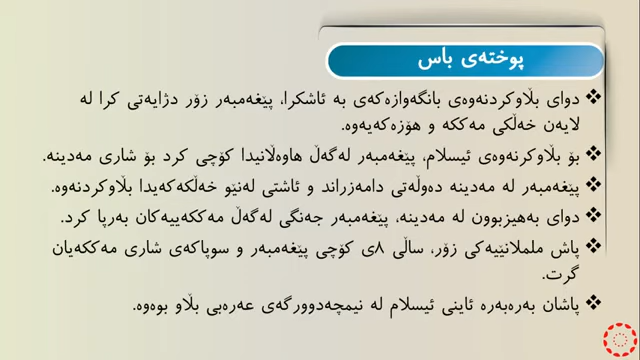 پوختەی باس
❖ دوای بڵاوکردنەوەی بانگەوازەکەی بە ئاشکرا، پێغەمبەر زۆر دژایەتی کرا لە
لایەن خەڵکی مەککە و هۆزەکەیەوە.
❖ بۆ بڵاوکرنەوەی ئیسلام، پێغەمبەر لەگەڵ هاوەڵانیدا کۆچی کرد بۆ شاری مەدینە.
❖ پێغەمبەر لە مەدینە دەوڵەتی دامەزراند و ئاشتی لەنێو خەڵکەکەیدا بڵاوکردنەوە.
❖ دوای بەهێزبوون لە مەدینە، پێغەمبەر جەنگی لەگەڵ مەککەییەکان بەرپا کرد.
❖ پاش ململانێیەکی زۆر، ساڵی ٨ی کۆچی پێغەمبەر و سوپاکەی شاری مەککەیان
گرت.
❖ پاشان بەرەبەرە ئاینی ئیسلام لە نیمچەدوورگەی عەرەبی بڵاو بوەوە.